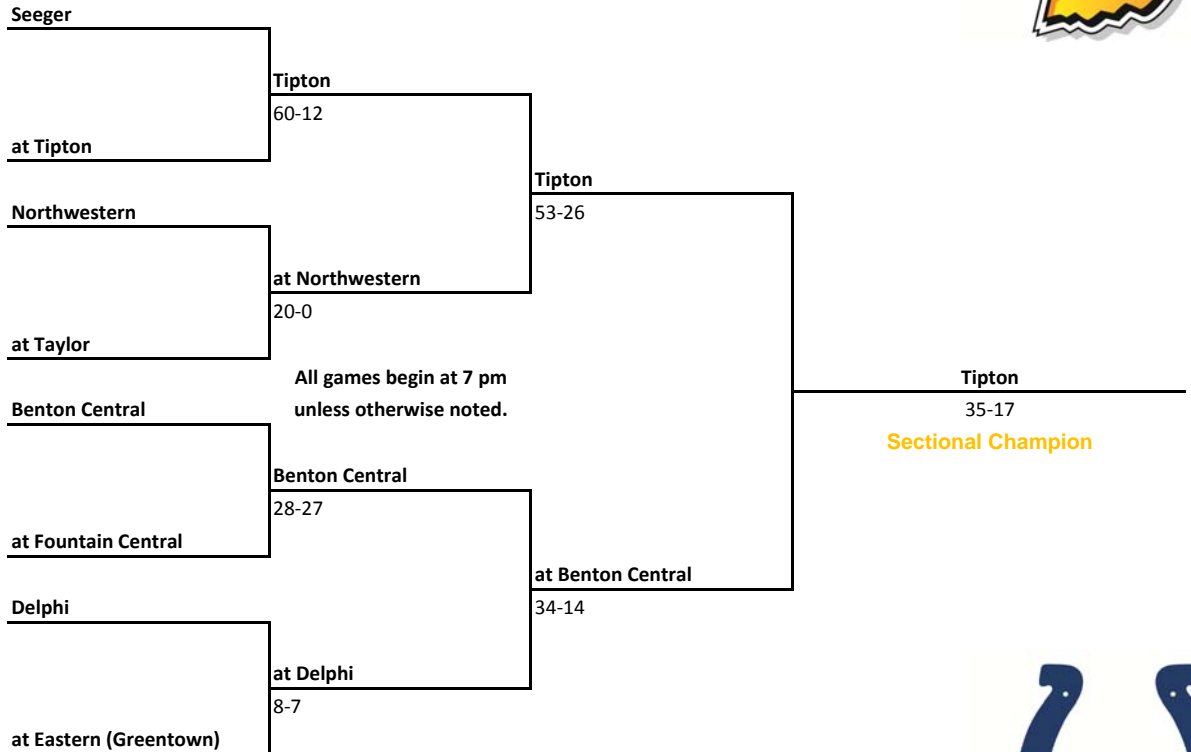 Seeger
Tipton
60-12
at Tipton
Tipton
Northwestern
53-26
at Northwestern
20-0
at Taylor
All games begin at 7 pm
Tipton
Benton Central
unless otherwise noted.
35-17
Sectional Champion
Benton Central
28-27
at Fountain Central
at Benton Central
Delphi
34-14
at Delphi
8-7
at Eastern (Greentown)